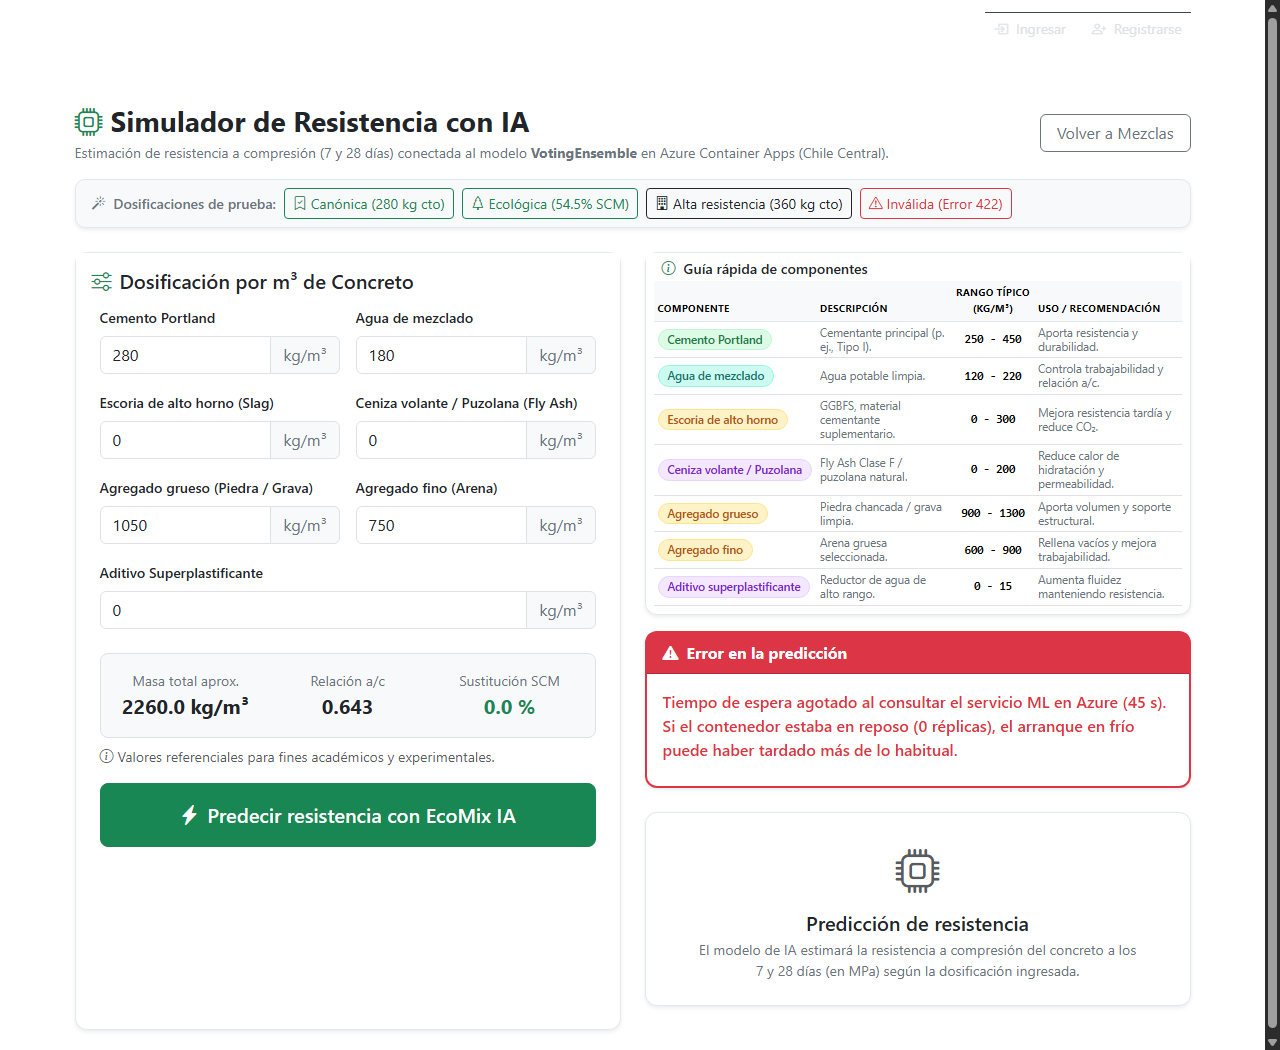 Ingresar Registrarse
Simulador de Resistencia con IA
Estimación de resistencia a compresión (7 y 28 días) conectada al modelo VotingEnsemble en Azure Container Apps (Chile Central).
Volver a Mezclas
Dosificaciones de prueba: Canónica (280 kg cto) Ecológica (54.5% SCM) Alta resistencia (360 kg cto) Inválida (Error 422)
Dosificación por m³ de Concreto
Cemento Portland Agua de mezclado
280 kg/m³ 180 kg/m³
Escoria de alto horno (Slag) Ceniza volante / Puzolana (Fly Ash)
0 kg/m³ 0 kg/m³
Agregado grueso (Piedra / Grava) Agregado fino (Arena)
1050 kg/m³ 750 kg/m³
Aditivo Superplastificante
0 kg/m³
Masa total aprox. Relación a/c Sustitución SCM
2260.0 kg/m³ 0.643 0.0 %
Valores referenciales para fines académicos y experimentales.
Predecir resistencia con EcoMix IA
Guía rápida de componentes
COMPONENTE DESCRIPCIÓN RANGO TÍPICO (KG/M³) USO / RECOMENDACIÓN
Cemento Portland Cementante principal (p. ej., Tipo I). 250 - 450 Aporta resistencia y durabilidad.
Agua de mezclado Agua potable limpia. 120 - 220 Controla trabajabilidad y relación a/c.
Escoria de alto horno GGBFS, material cementante suplementario. 0 - 300 Mejora resistencia tardía y reduce CO₂.
Ceniza volante / Puzolana Fly Ash Clase F / puzolana natural. 0 - 200 Reduce calor de hidratación y permeabilidad.
Agregado grueso Piedra chancada / grava limpia. 900 - 1300 Aporta volumen y soporte estructural.
Agregado fino Arena gruesa seleccionada. 600 - 900 Rellena vacíos y mejora trabajabilidad.
Aditivo superplastificante Reductor de agua de alto rango. 0 - 15 Aumenta fluidez manteniendo resistencia.
Error en la predicción
Tiempo de espera agotado al consultar el servicio ML en Azure (45 s).
Si el contenedor estaba en reposo (0 réplicas), el arranque en frío
puede haber tardado más de lo habitual.
Predicción de resistencia
El modelo de IA estimará la resistencia a compresión del concreto a los
7 y 28 días (en MPa) según la dosificación ingresada.